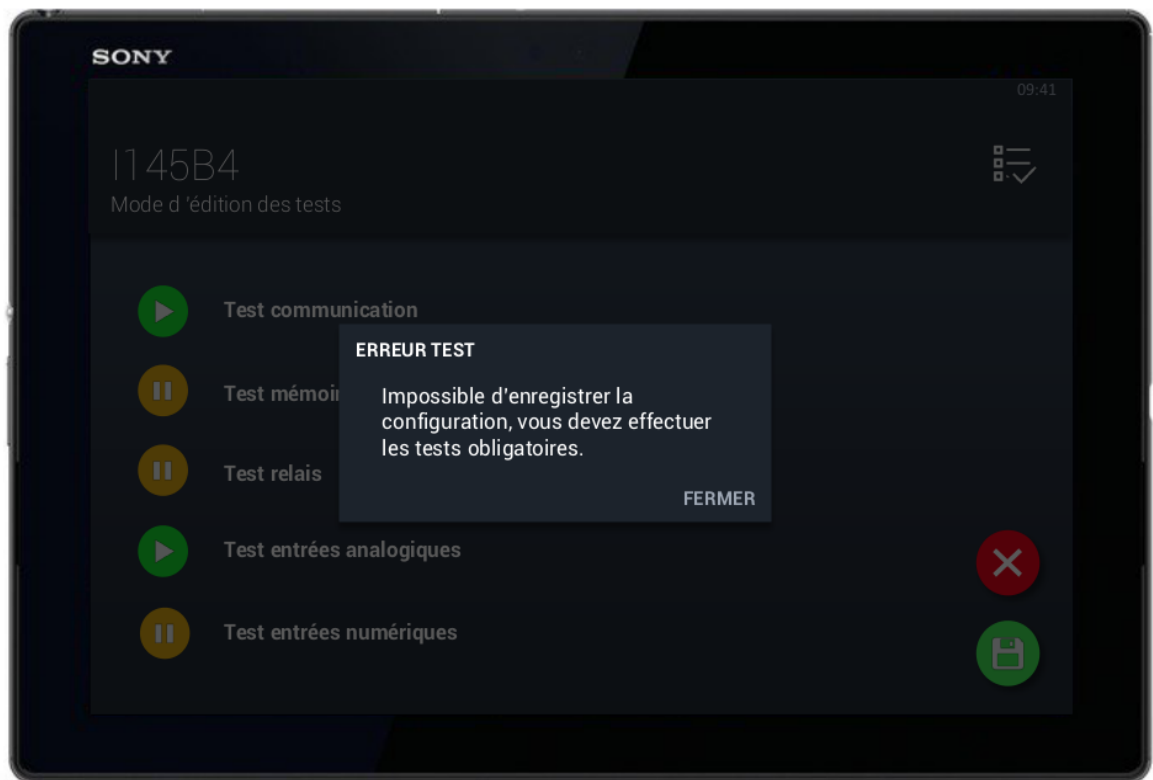 SONY
09:41
I145B4
Mode d 'édition des tests
Test communication
ERREUR TEST
Impossible d'enregistrer la
configuration, vous devez effectuer
les tests obligatoires.
FERMER
Test mémoir
Test relais
Test entrées analogiques
Test entrées numériques